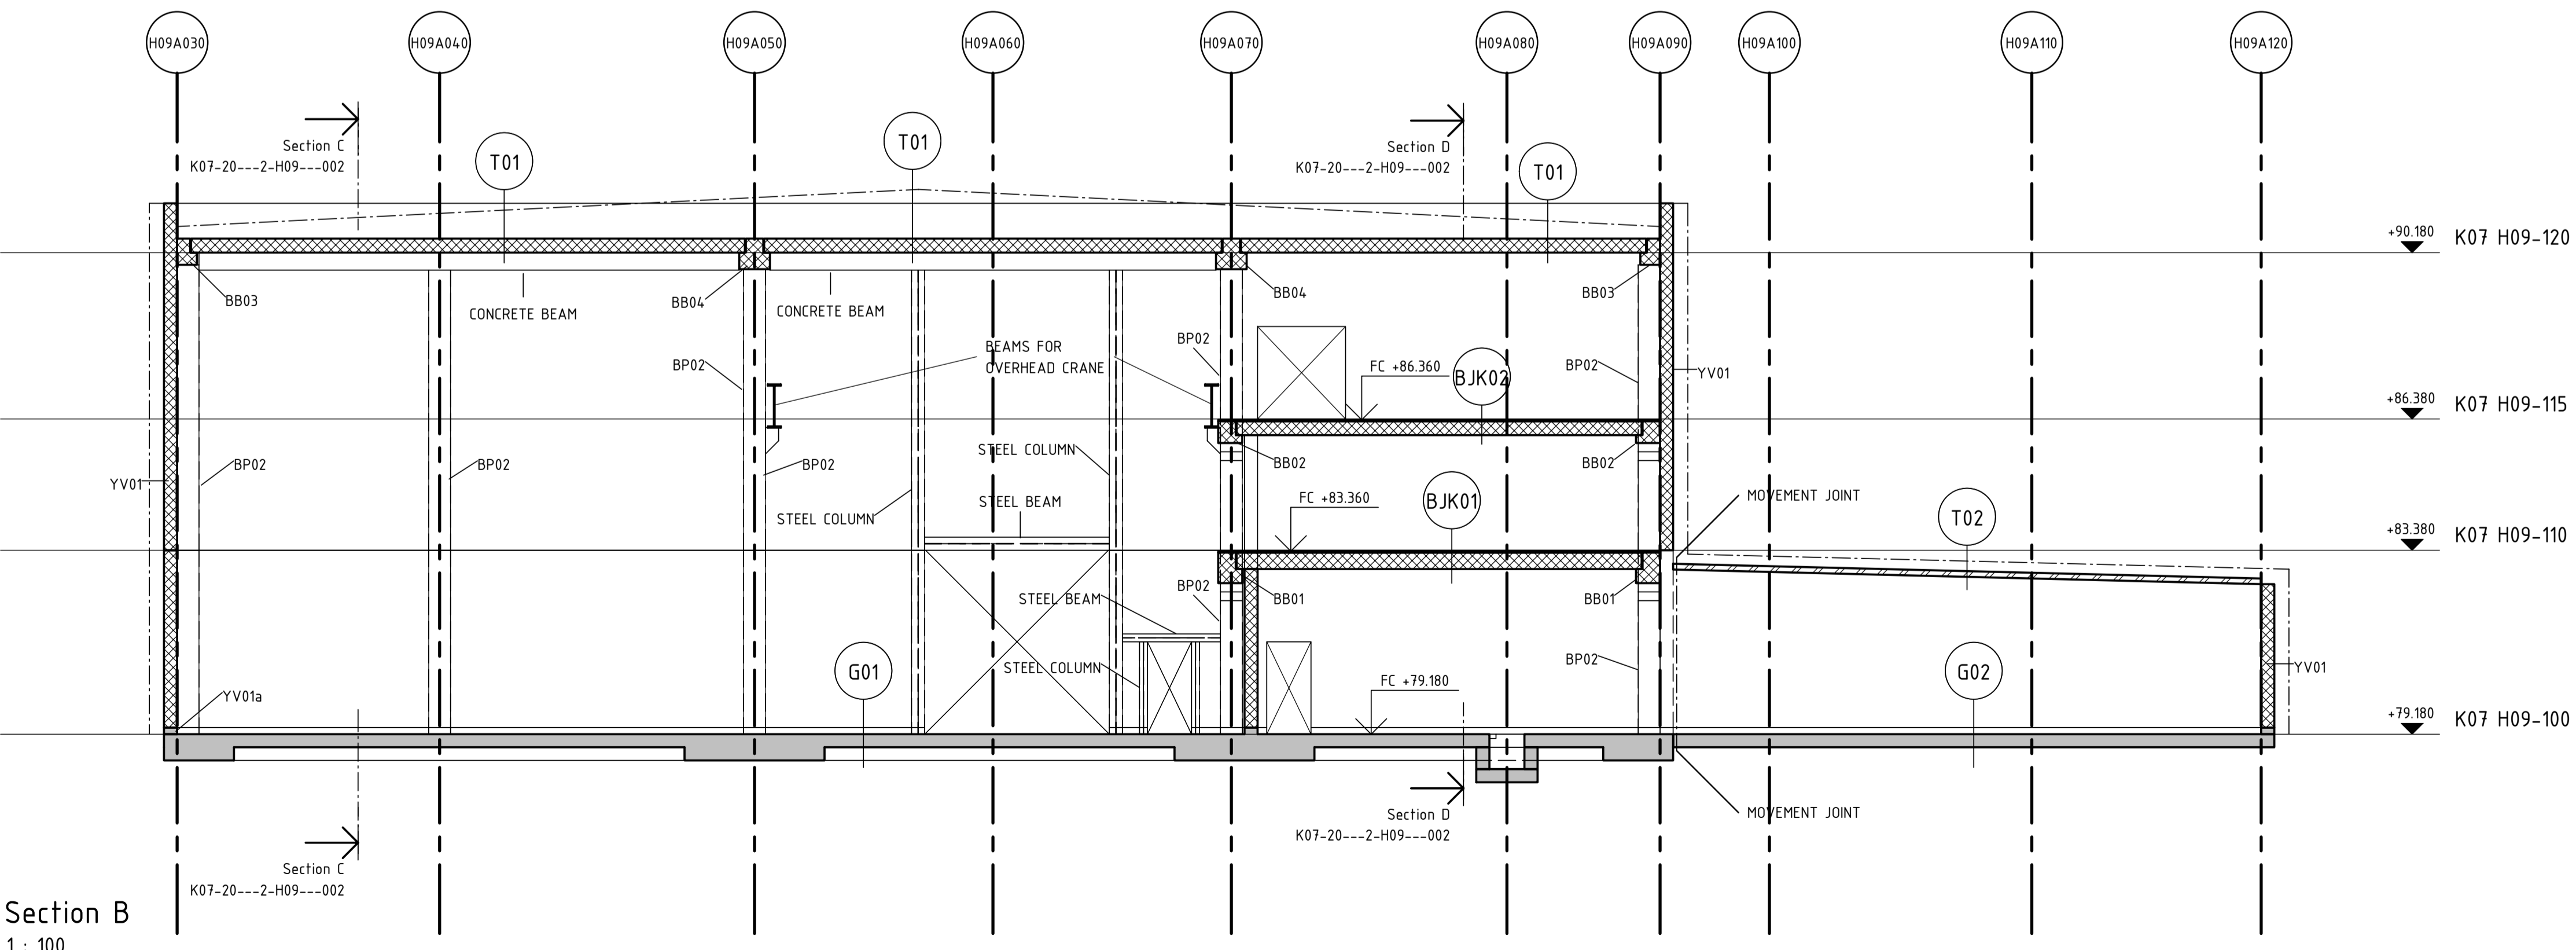 H09A030
H09A040
H09A050
H09A060
H09A070
H09A080
H09A090
H09A100
H09A110
H09A120
Section C
K07-20---2-H09---002
T01
T01
Section D
K07-20---2-H09---002
T01
+90.180
K07 H09-120
BB03
CONCRETE BEAM
BB04
CONCRETE BEAM
BB04
BB03
BP02
BEAMS FOR
OVERHEAD CRANE
BP02
FC +86.360
BJK02
BP02
YV01
+86.380
K07 H09-115
YV01
BP02
BP02
BP02
STEEL COLUMN
BB02
BB02
STEEL COLUMN
STEEL BEAM
FC +83.360
BJK01
MOVEMENT JOINT
T02
+83.380
K07 H09-110
STEEL BEAM
BP02
BB01
BB01
YV01a
G01
STEEL COLUMN
FC +79.180
BP02
G02
YV01
+79.180
K07 H09-100
Section D
K07-20---2-H09---002
MOVEMENT JOINT
Section C
K07-20---2-H09---002
Section B
1 : 100